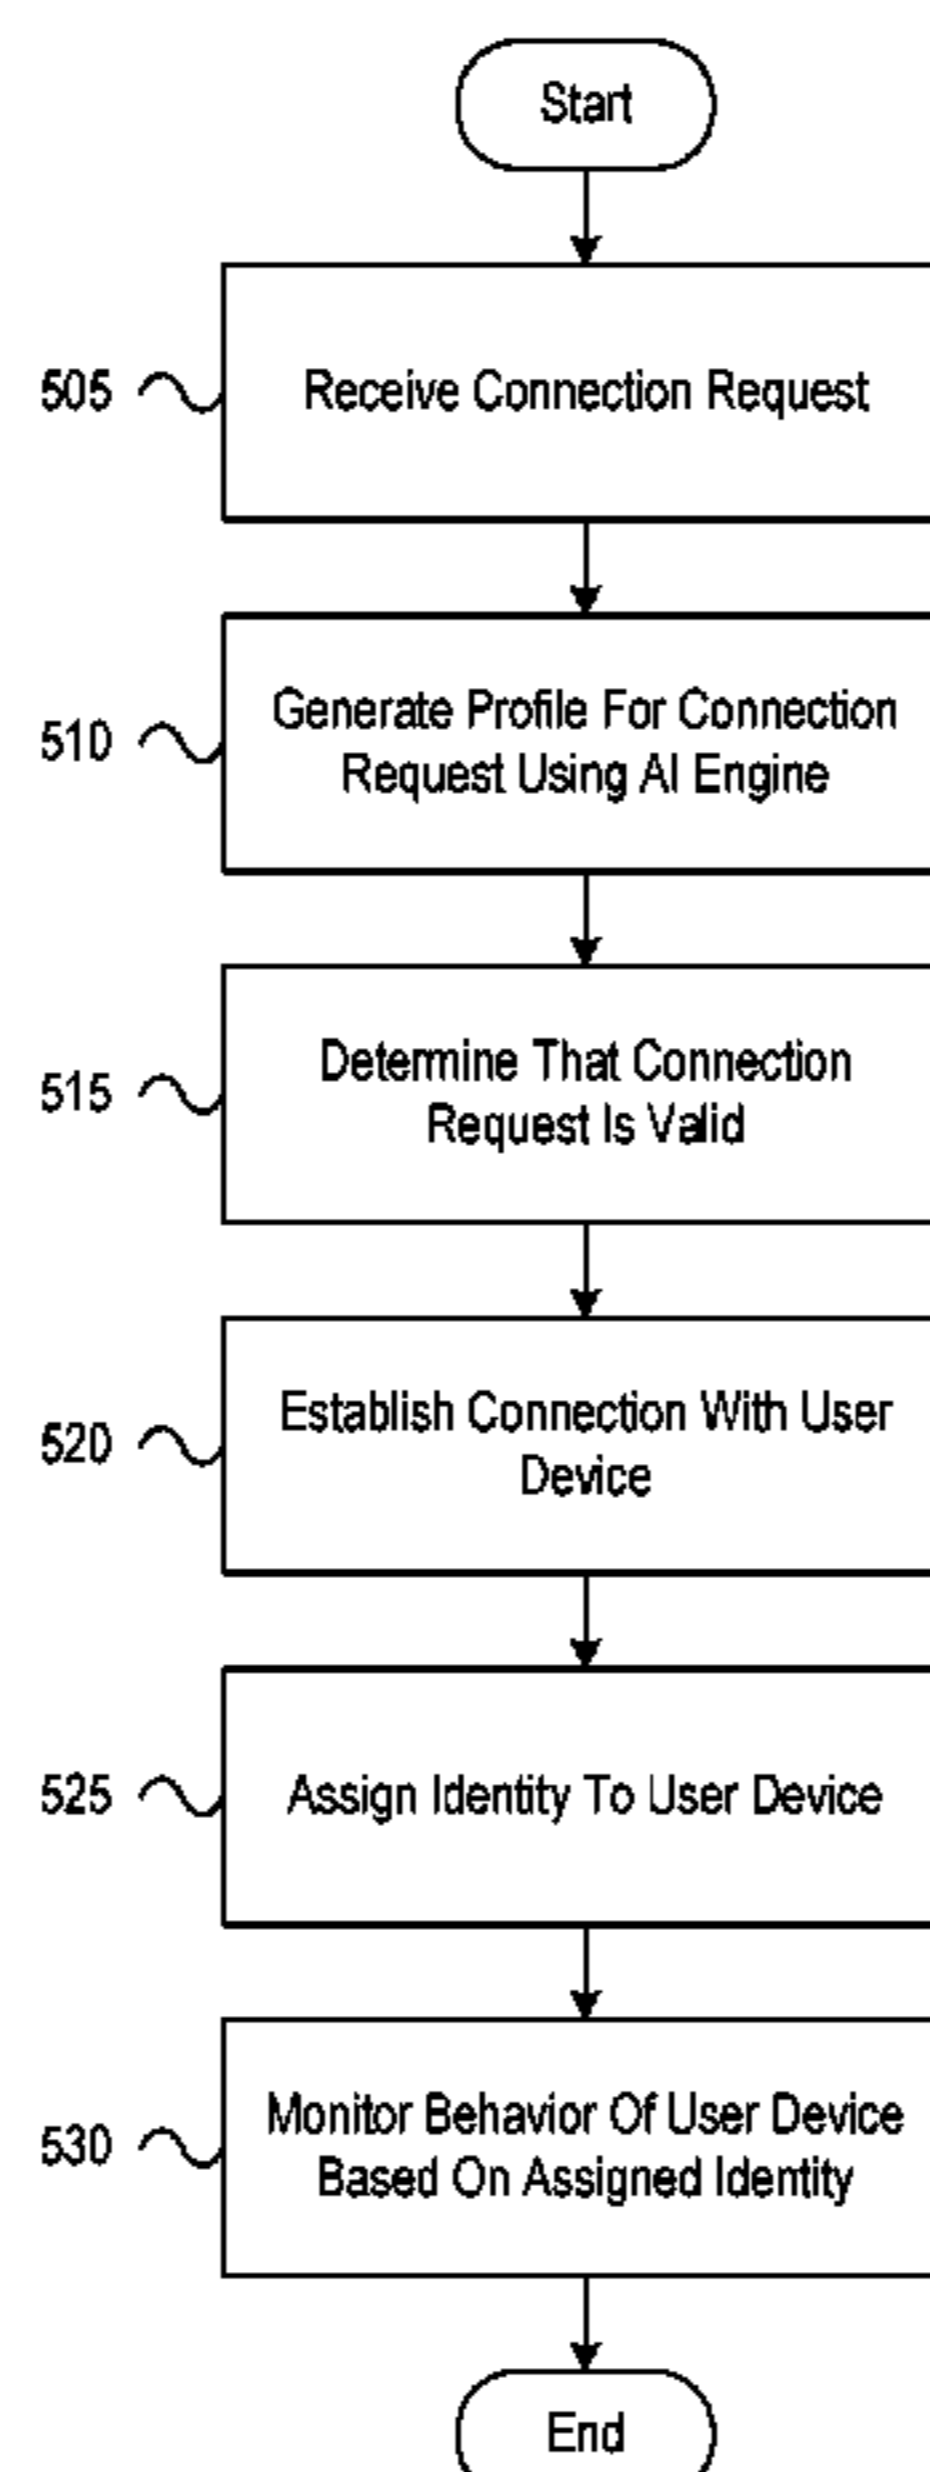 Start
505
Receive Connection Request
510
Generate Profile For Connection
Request Using AI Engine
515
Determine That Connection
Request Is Valid
520
Establish Connection With User
Device
525
Assign Identity To User Device
530
Monitor Behavior Of User Device
Based On Assigned Identity
End